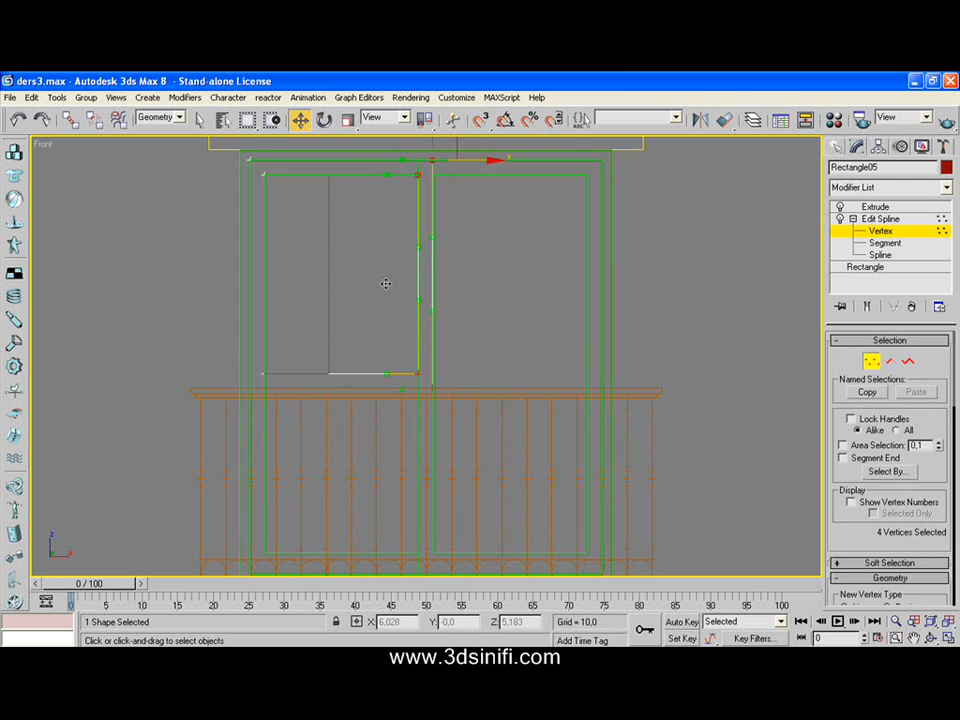 ders3.max - Autodesk 3ds Max 8 - Stand-alone License
File Edit Tools Group Views Create Modifiers Character reactor Animation Graph Editors Rendering Customize MAXScript Help
Geometry View View
Front
x
Rectangle05
Modifier List
Extrude
Edit Spline
Vertex
Segment
Spline
Rectangle
- Selection
Named Selections:
Copy Paste
Lock Handles
Alike All
Area Selection: 0,1
Segment End
Select By...
Display
Show Vertex Numbers
Selected Only
4 Vertices Selected
+ Soft Selection
- Geometry
New Vertex Type
z
x
0 / 100
0 5 10 15 20 25 30 35 40 45 50 55 60 65 70 75 80 85 90 95 100
1 Shape Selected X: 6,028 Y: -0,0 Z: 5,183 Grid = 10,0 Auto Key Selected
Click or click-and-drag to select objects Add Time Tag Set Key Key Filters... 0
www.3dsinifi.com